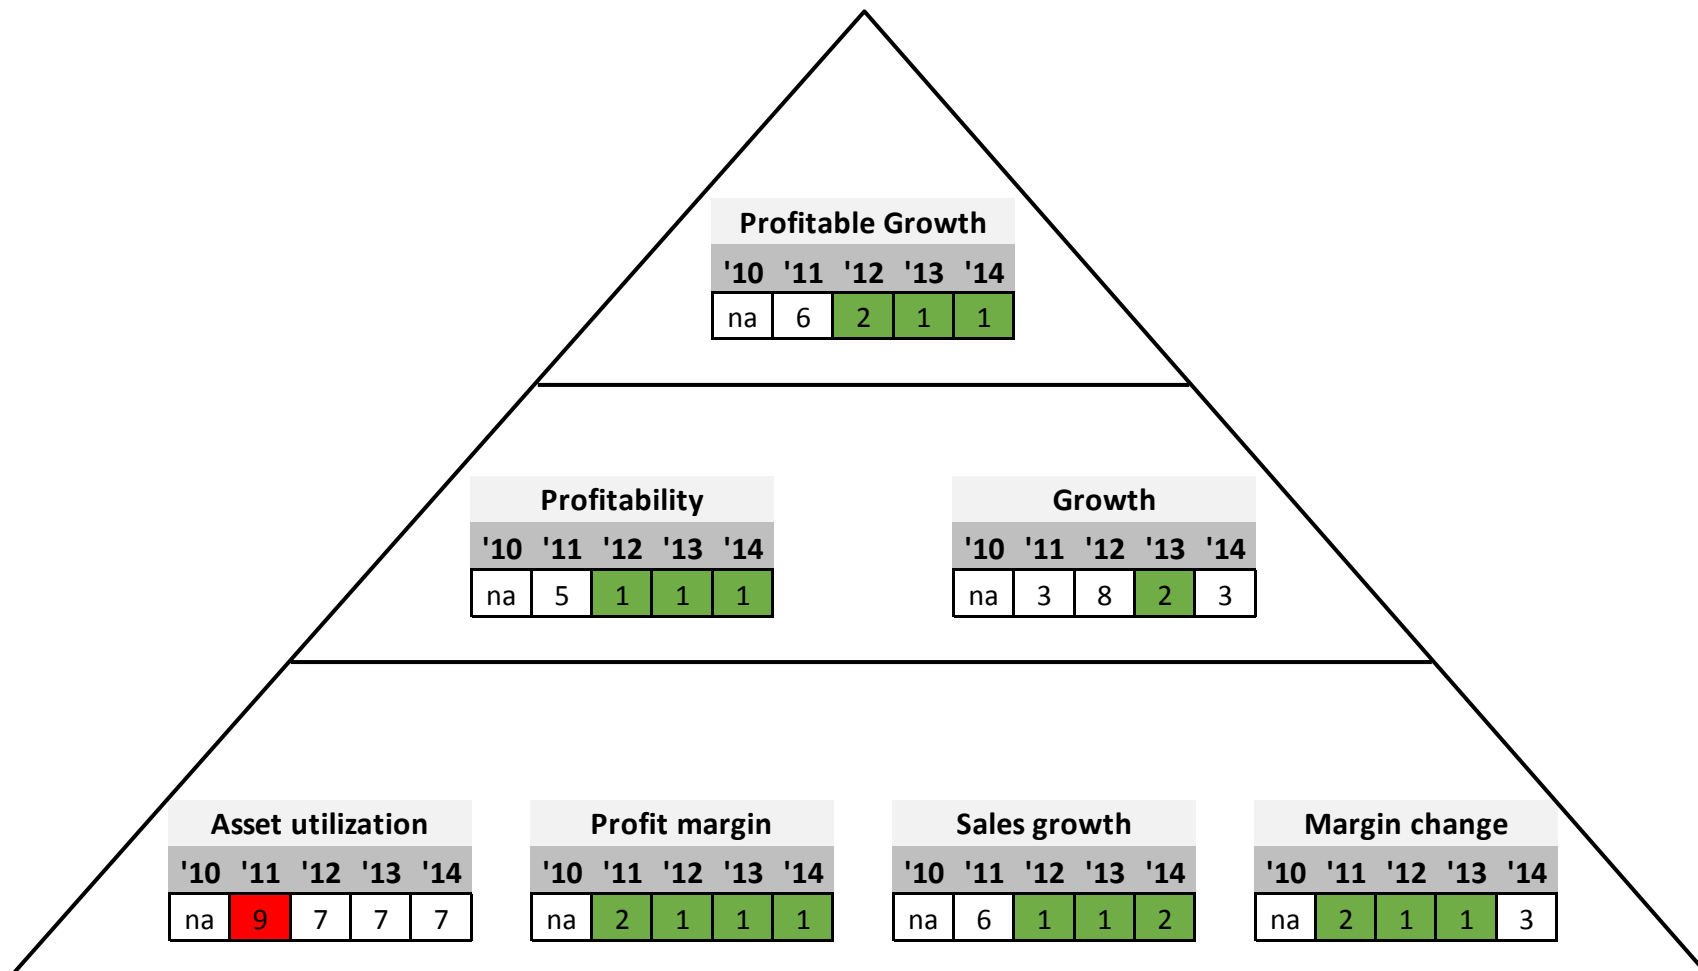 Profitable Growth
'10 '11 '12 '13 '14
na 6 2 1 1
Profitability
'10 '11 '12 '13 '14
na 5 1 1 1
Growth
'10 '11 '12 '13 '14
na 3 8 2 3
Asset utilization
'10 '11 '12 '13 '14
na 9 7 7 7
Profit margin
'10 '11 '12 '13 '14
na 2 1 1 1
Sales growth
'10 '11 '12 '13 '14
na 6 1 1 2
Margin change
'10 '11 '12 '13 '14
na 2 1 1 3